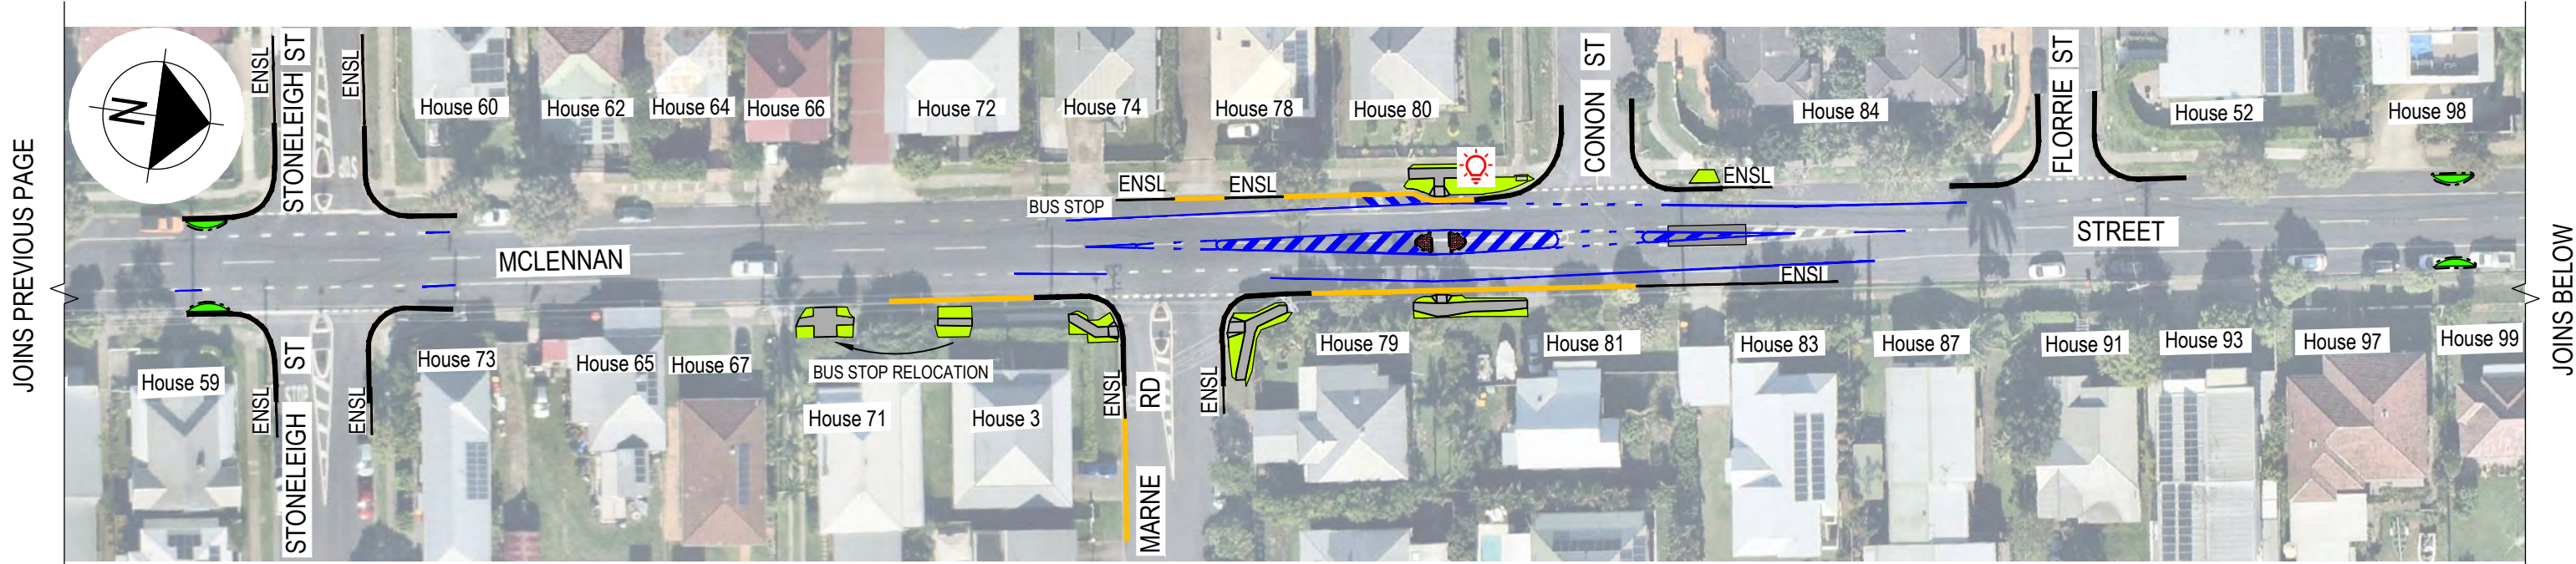 JOINS PREVIOUS PAGE
N
ENSL
STONELEIGH ST
ENSL
House 60
House 62
House 64
House 66
House 72
House 74
House 78
House 80
CONON ST
House 84
FLORRIE ST
House 52
House 98
ENSL
ENSL
ENSL
BUS STOP
MCLENNAN
STREET
ENSL
JOINS BELOW
House 59
ENSL
STONELEIGH ST
ENSL
House 73
House 65
House 67
BUS STOP RELOCATION
House 71
House 3
ENSL
MARNE RD
ENSL
House 79
House 81
House 83
House 87
House 91
House 93
House 97
House 99